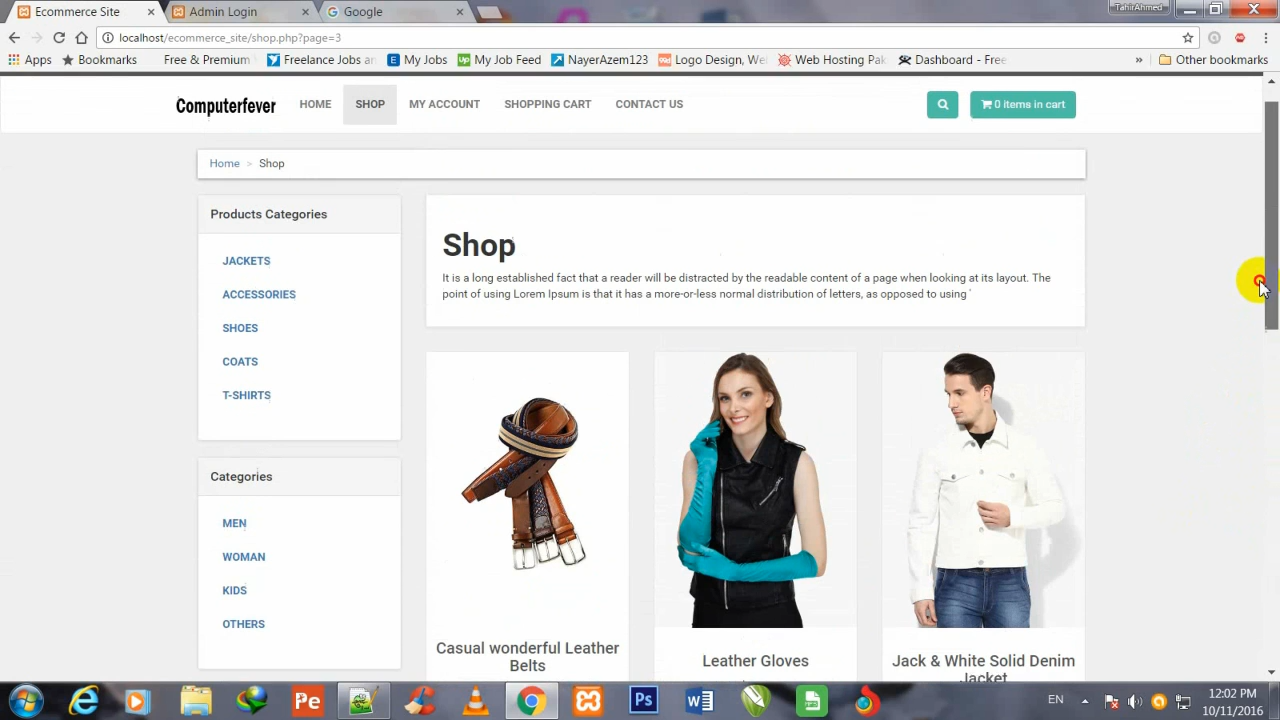 Ecommerce Site
Admin Login
Google
TahirAhmed
localhost/ecommerce_site/shop.php?page=3
Apps
Bookmarks
Free & Premium
Freelance Jobs an
My Jobs
My Job Feed
NayerAzem123
Logo Design, We
Web Hosting Pak
Dashboard - Free
»
Other bookmarks
Computerfever
HOME
SHOP
MY ACCOUNT
SHOPPING CART
CONTACT US
0 items in cart
Home > Shop
Products Categories
JACKETS
ACCESSORIES
SHOES
COATS
T-SHIRTS
Categories
MEN
WOMAN
KIDS
OTHERS
Shop
It is a long established fact that a reader will be distracted by the readable content of a page when looking at its layout. The
point of using Lorem Ipsum is that it has a more-or-less normal distribution of letters, as opposed to using '
Casual wonderful Leather
Belts
Leather Gloves
Jack & White Solid Denim
Jacket
Pe
Ps
EN
12:02 PM
10/11/2016